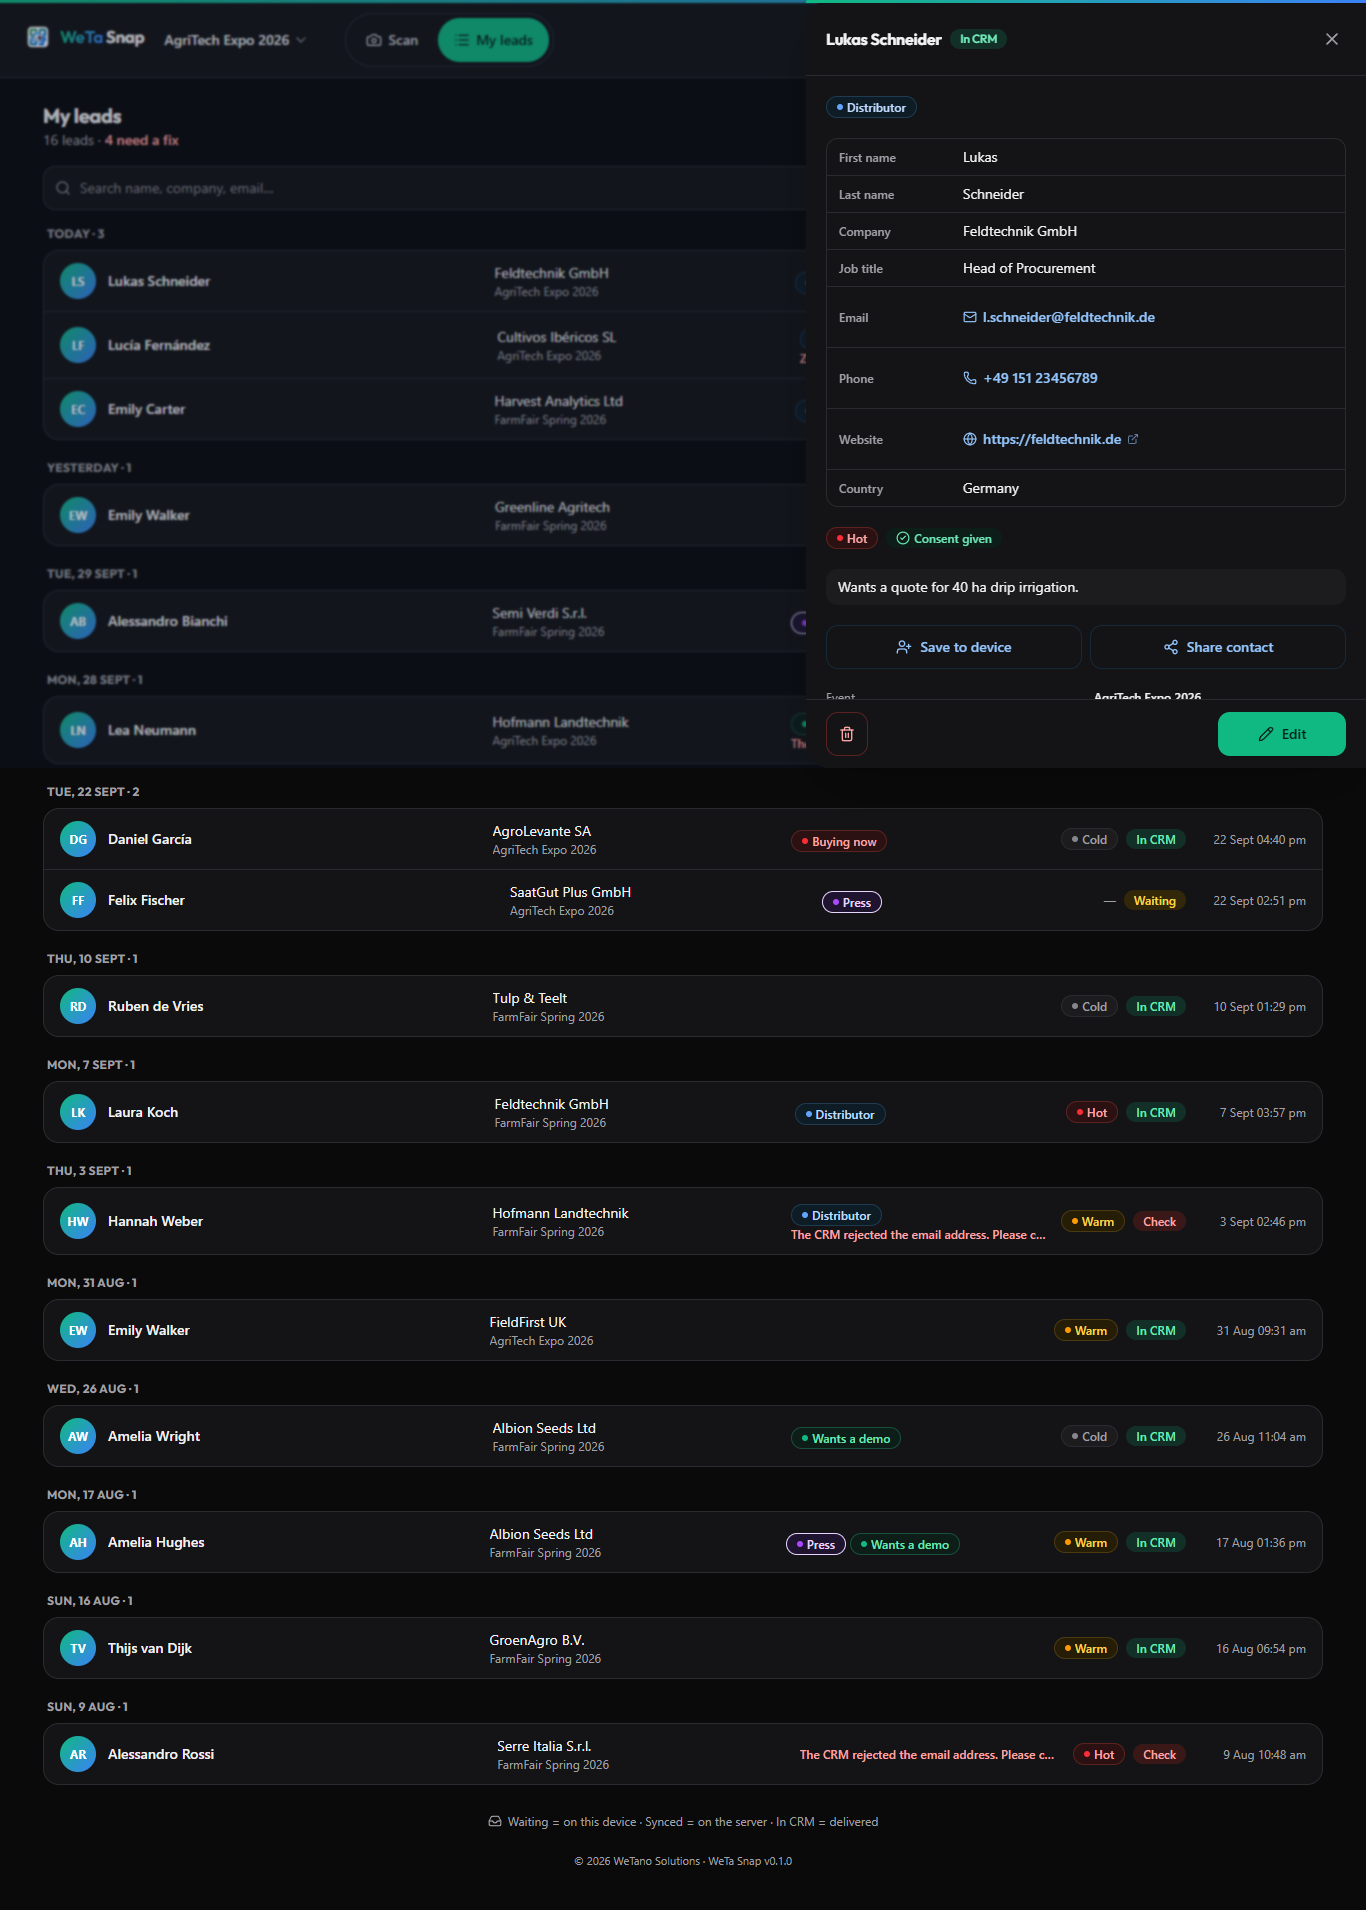 WeTa Snap
AgriTech Expo 2026
Scan
My leads
My leads
16 leads · 4 need a fix
Search name, company, email...
TODAY · 3
LS Lukas Schneider Feldtechnik GmbH
AgriTech Expo 2026
LF Lucía Fernández Cultivos Ibéricos SL
AgriTech Expo 2026
EC Emily Carter Harvest Analytics Ltd
FarmFair Spring 2026
YESTERDAY · 1
EW Emily Walker Greenline Agritech
FarmFair Spring 2026
TUE, 29 SEPT · 1
AB Alessandro Bianchi Semi Verdi S.r.l.
FarmFair Spring 2026
MON, 28 SEPT · 1
LN Lea Neumann Hofmann Landtechnik
AgriTech Expo 2026
Lukas Schneider In CRM
Distributor
First name Lukas
Last name Schneider
Company Feldtechnik GmbH
Job title Head of Procurement
Email l.schneider@feldtechnik.de
Phone +49 151 23456789
Website https://feldtechnik.de
Country Germany
Hot Consent given
Wants a quote for 40 ha drip irrigation.
Save to device Share contact
Event AgriTech Expo 2026
Edit
TUE, 22 SEPT · 2
DG Daniel García AgroLevante SA Buying now Cold In CRM 22 Sept 04:40 pm
AgriTech Expo 2026
FF Felix Fischer SaatGut Plus GmbH Press — Waiting 22 Sept 02:51 pm
AgriTech Expo 2026
THU, 10 SEPT · 1
RD Ruben de Vries Tulp & Teelt Cold In CRM 10 Sept 01:29 pm
FarmFair Spring 2026
MON, 7 SEPT · 1
LK Laura Koch Feldtechnik GmbH Distributor Hot In CRM 7 Sept 03:57 pm
FarmFair Spring 2026
THU, 3 SEPT · 1
HW Hannah Weber Hofmann Landtechnik Distributor Warm Check 3 Sept 02:46 pm
FarmFair Spring 2026 The CRM rejected the email address. Please c...
MON, 31 AUG · 1
EW Emily Walker FieldFirst UK Warm In CRM 31 Aug 09:31 am
AgriTech Expo 2026
WED, 26 AUG · 1
AW Amelia Wright Albion Seeds Ltd Wants a demo Cold In CRM 26 Aug 11:04 am
FarmFair Spring 2026
MON, 17 AUG · 1
AH Amelia Hughes Albion Seeds Ltd Press Wants a demo Warm In CRM 17 Aug 01:36 pm
FarmFair Spring 2026
SUN, 16 AUG · 1
TV Thijs van Dijk GroenAgro B.V. Warm In CRM 16 Aug 06:54 pm
FarmFair Spring 2026
SUN, 9 AUG · 1
AR Alessandro Rossi Serre Italia S.r.l. The CRM rejected the email address. Please c... Hot Check 9 Aug 10:48 am
FarmFair Spring 2026
Waiting = on this device · Synced = on the server · In CRM = delivered
© 2026 WeTano Solutions · WeTa Snap v0.1.0